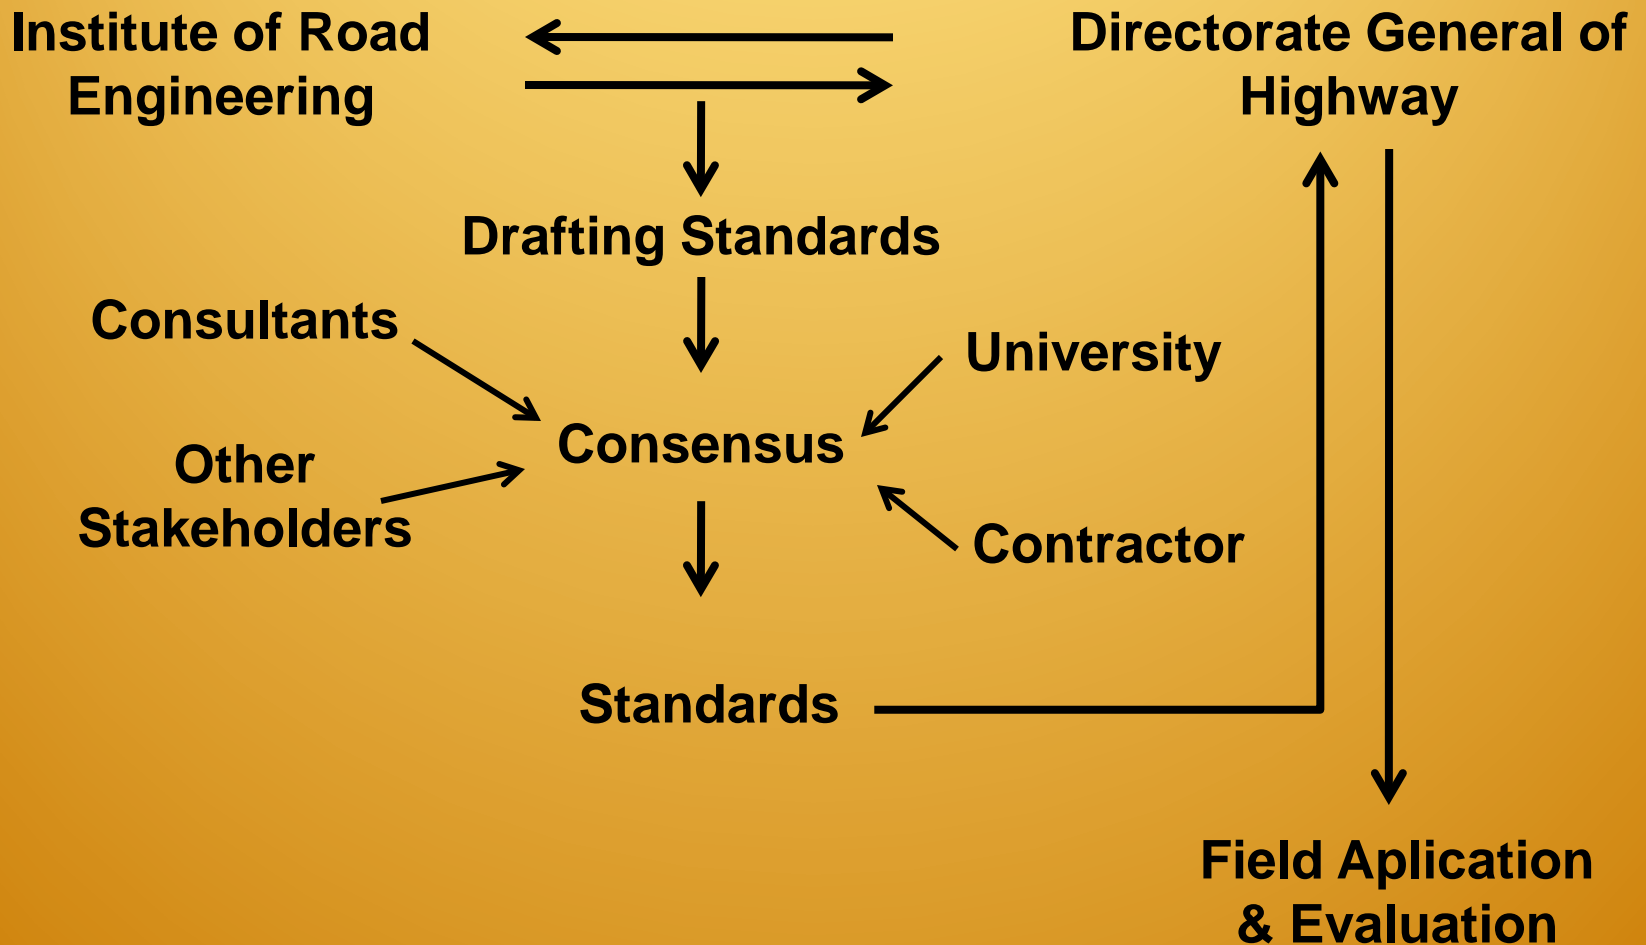 Institute of Road
Engineering
Directorate General of
Highway
Drafting Standards
Consultants
University
Consensus
Other
Stakeholders
Contractor
Standards
Field Aplication
& Evaluation